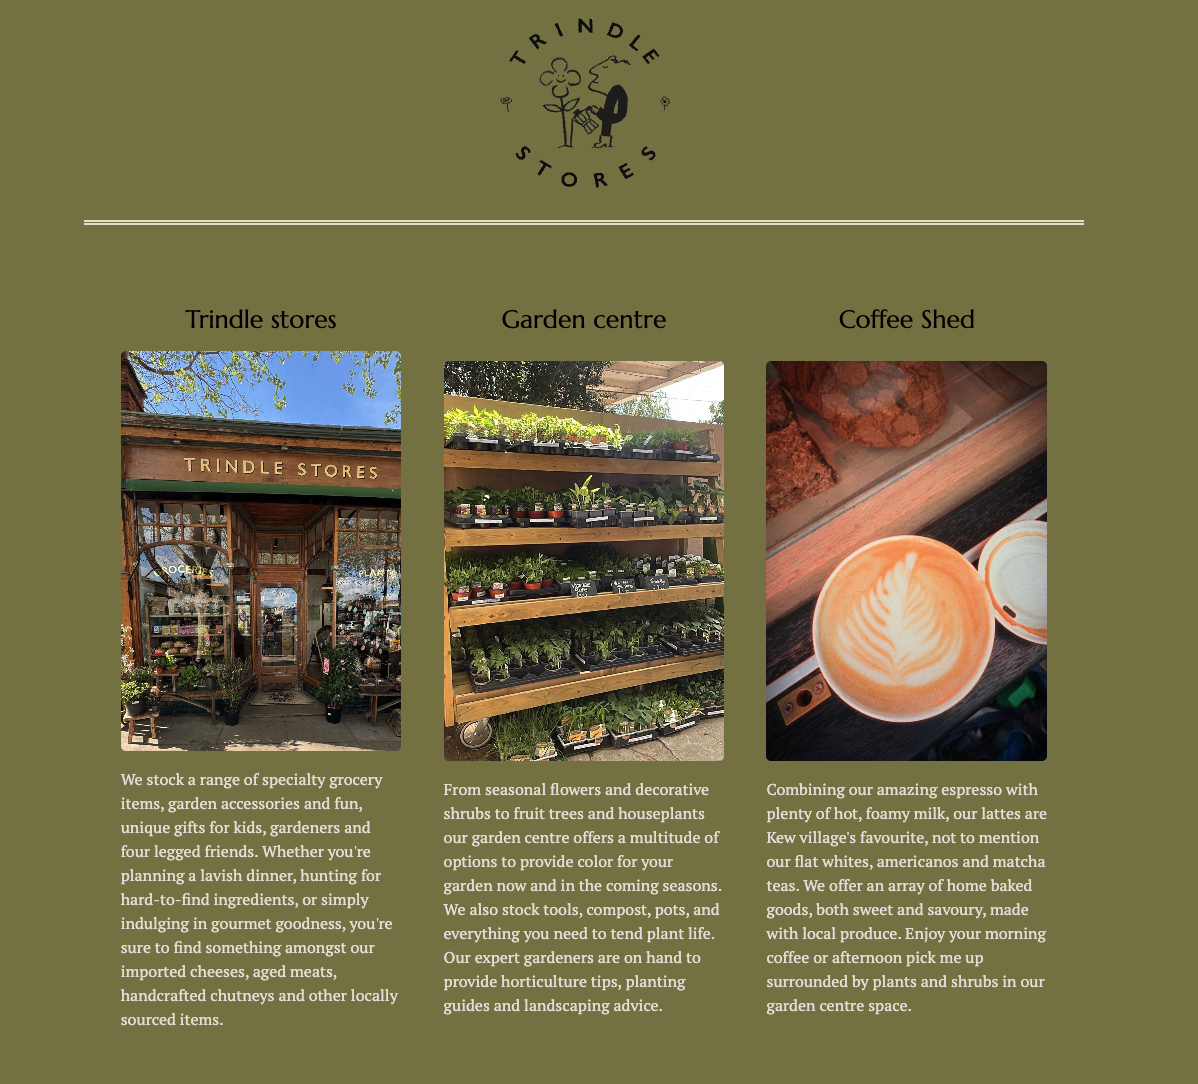 TRINDLE
STORES
Trindle stores
TRINDLE STORES
GROCERIES
We stock a range of specialty grocery
items, garden accessories and fun,
unique gifts for kids, gardeners and
four legged friends. Whether you're
planning a lavish dinner, hunting for
hard-to-find ingredients, or simply
indulging in gourmet goodness, you're
sure to find something amongst our
imported cheeses, aged meats,
handcrafted chutneys and other locally
sourced items.
Garden centre
From seasonal flowers and decorative
shrubs to fruit trees and houseplants
our garden centre offers a multitude of
options to provide color for your
garden now and in the coming seasons.
We also stock tools, compost, pots, and
everything you need to tend plant life.
Our expert gardeners are on hand to
provide horticulture tips, planting
guides and landscaping advice.
Coffee Shed
Combining our amazing espresso with
plenty of hot, foamy milk, our lattes are
Kew village's favourite, not to mention
our flat whites, americanos and matcha
teas. We offer an array of home baked
goods, both sweet and savoury, made
with local produce. Enjoy your morning
coffee or afternoon pick me up
surrounded by plants and shrubs in our
garden centre space.